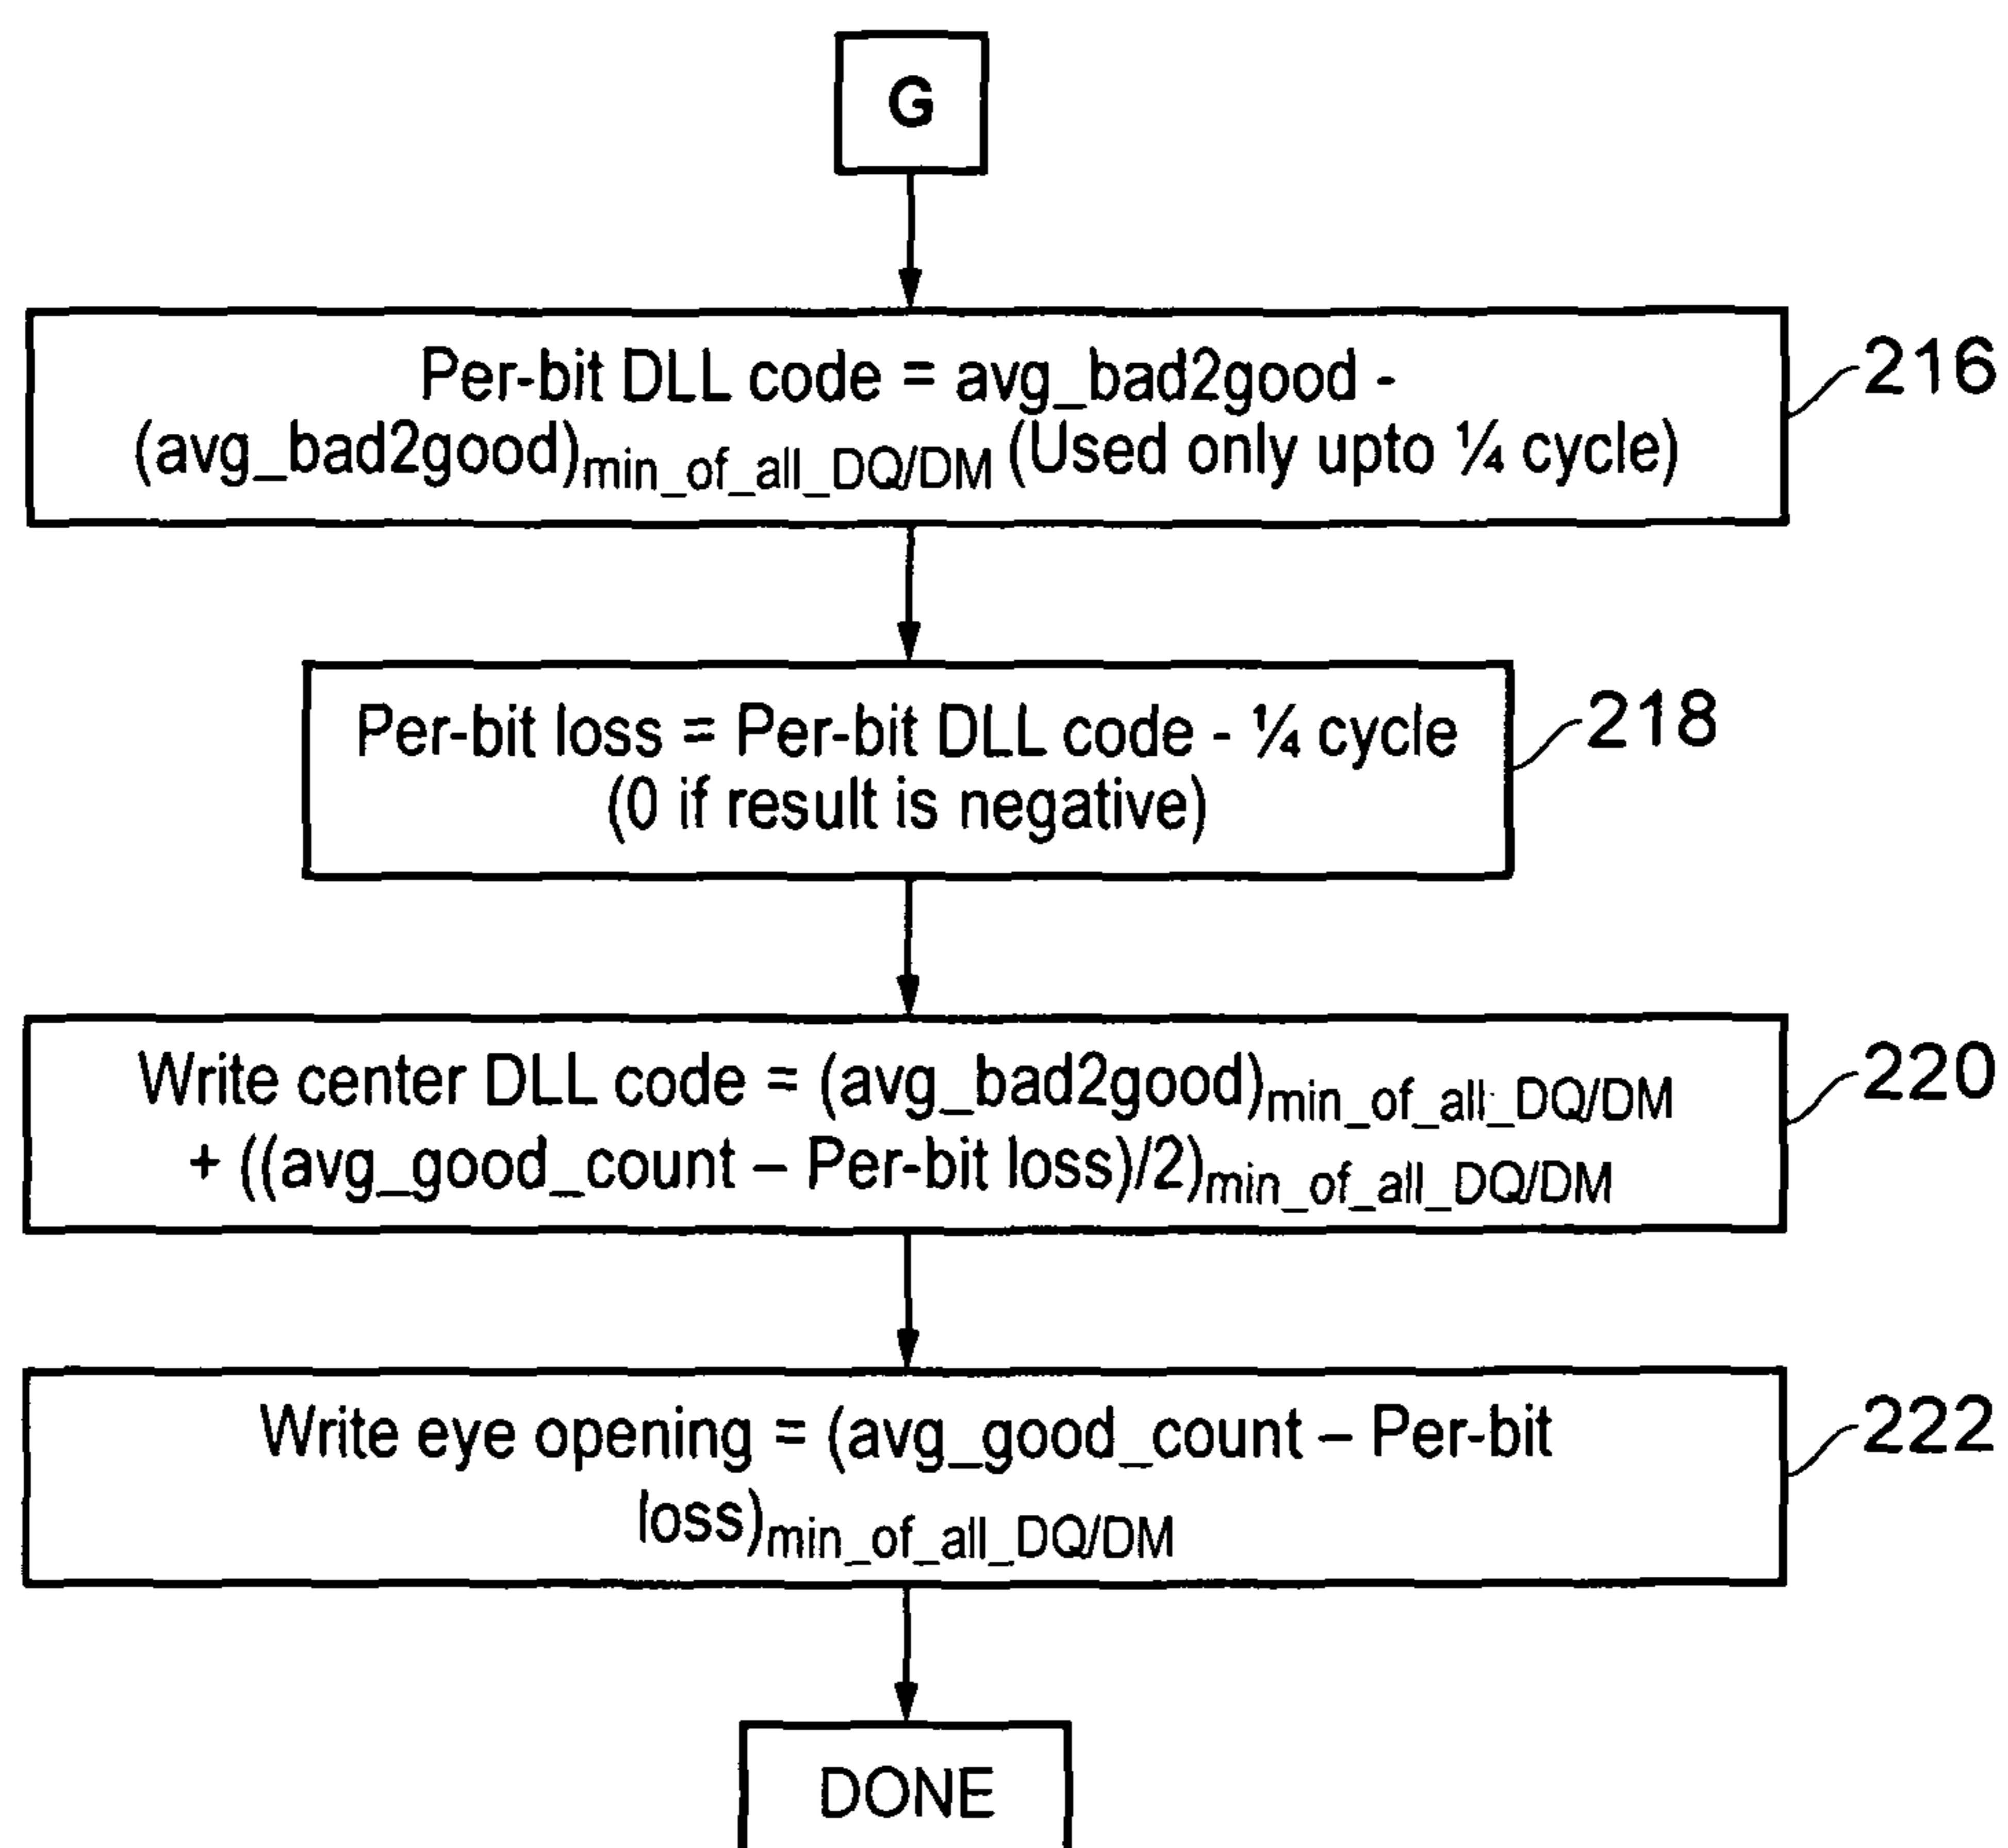 G
Per-bit DLL code = avg_bad2good -
(avg_bad2good)min_of_all_DQ/DM (Used only upto ¼ cycle)
216
Per-bit loss = Per-bit DLL code - ¼ cycle
(0 if result is negative)
218
Write center DLL code = (avg_bad2good)min_of_all_DQ/DM
+ ((avg_good_count – Per-bit loss)/2)min_of_all_DQ/DM
220
Write eye opening = (avg_good_count – Per-bit
loss)min_of_all_DQ/DM
222
DONE